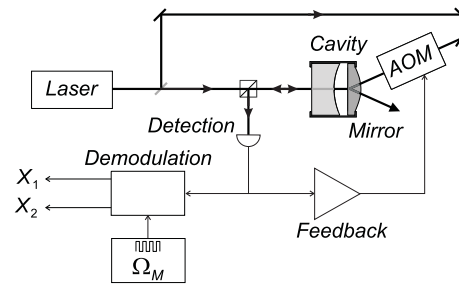 Cavity
AOM
Laser
Mirror
Detection
Demodulation
X1
X2
Feedback
ΩM